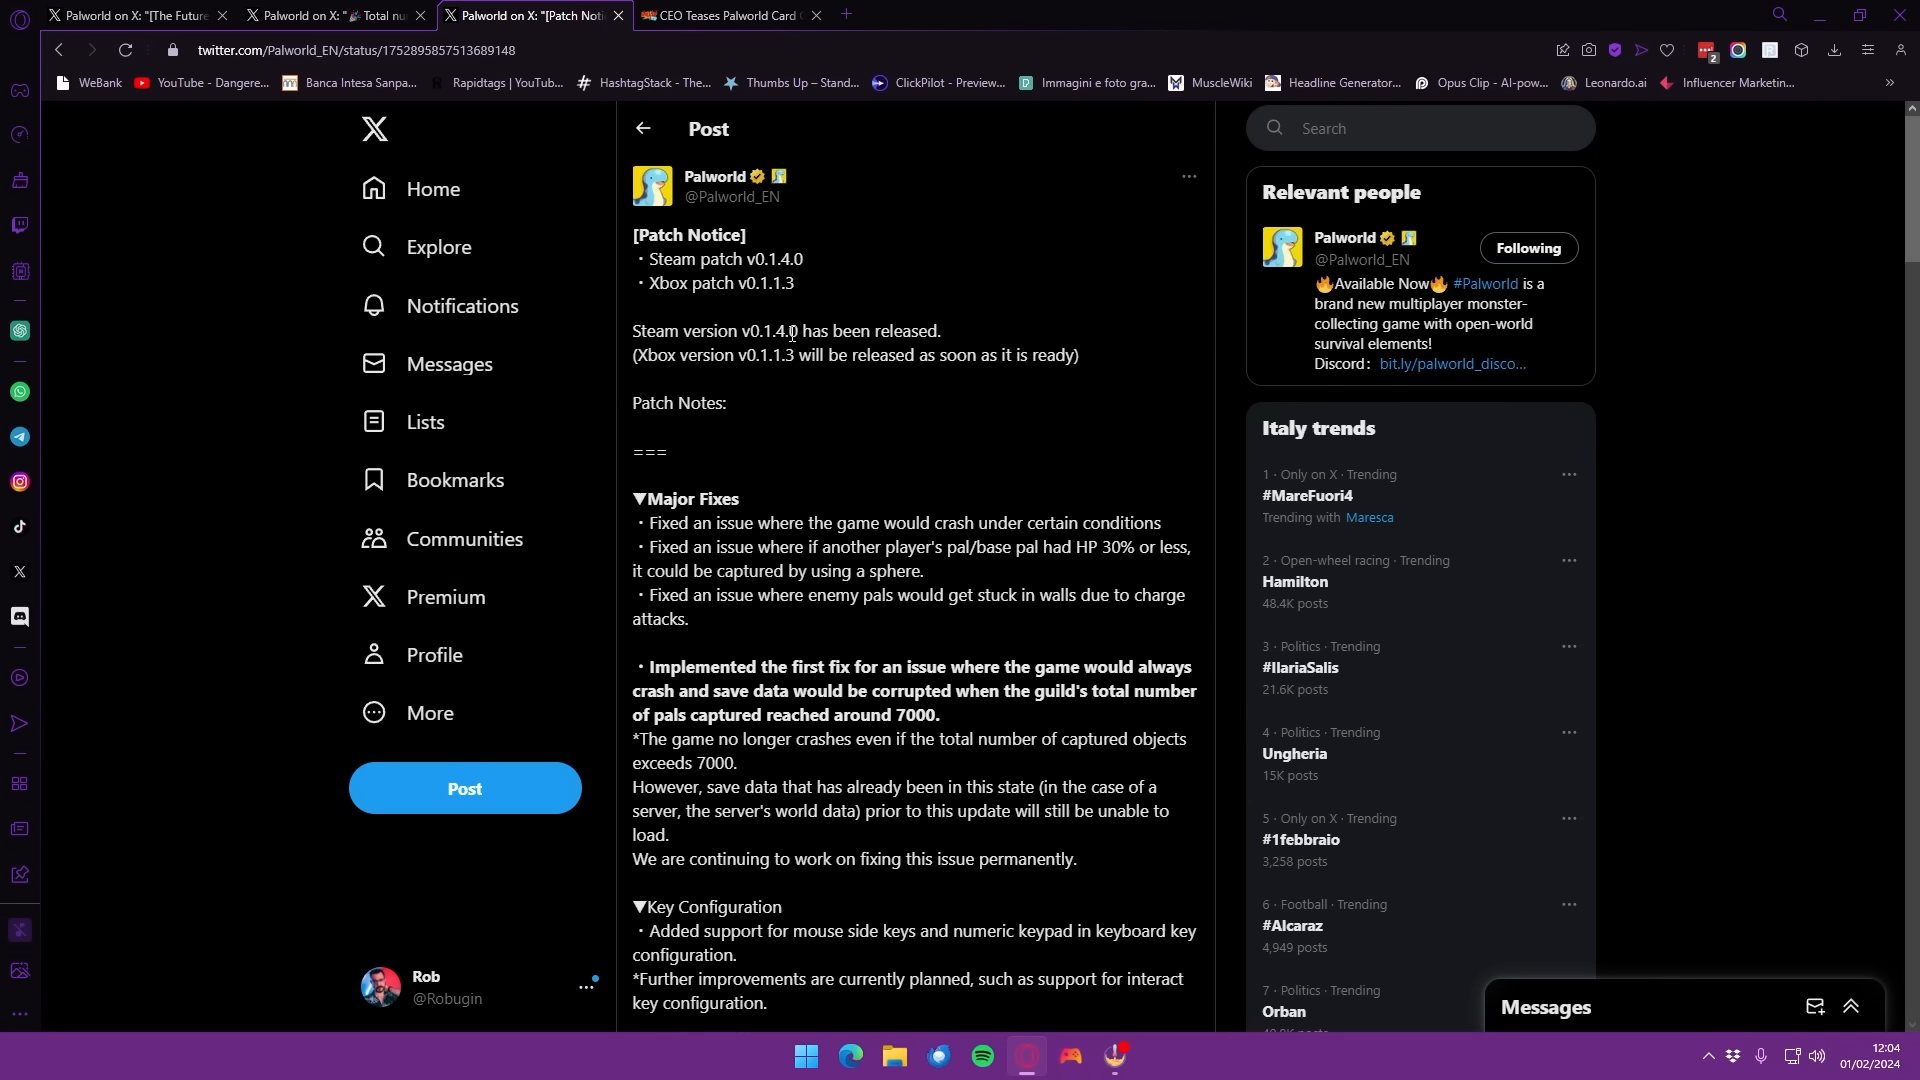 Palworld on X: "[The Future
Palworld on X: "🎉Total nu
Palworld on X: "[Patch Noti
CEO Teases Palworld Card
twitter.com/Palworld_EN/status/1752895857513689148
2
WeBank
YouTube - Dangere...
Banca Intesa Sanpa...
Rapidtags | YouTub...
HashtagStack - The...
Thumbs Up – Stand...
ClickPilot - Preview...
Immagini e foto gra...
MuscleWiki
Headline Generator...
Opus Clip - AI-pow...
Leonardo.ai
Influencer Marketin...
Home
Explore
Notifications
Messages
Lists
Bookmarks
Communities
Premium
Profile
More
Post
Rob
@Robugin
Post
Palworld
@Palworld_EN
[Patch Notice]
・Steam patch v0.1.4.0
・Xbox patch v0.1.1.3
Steam version v0.1.4.0 has been released.
(Xbox version v0.1.1.3 will be released as soon as it is ready)
Patch Notes:
===
▼Major Fixes
・Fixed an issue where the game would crash under certain conditions
・Fixed an issue where if another player's pal/base pal had HP 30% or less,
it could be captured by using a sphere.
・Fixed an issue where enemy pals would get stuck in walls due to charge
attacks.
・Implemented the first fix for an issue where the game would always
crash and save data would be corrupted when the guild's total number
of pals captured reached around 7000.
*The game no longer crashes even if the total number of captured objects
exceeds 7000.
However, save data that has already been in this state (in the case of a
server, the server's world data) prior to this update will still be unable to
load.
We are continuing to work on fixing this issue permanently.
▼Key Configuration
・Added support for mouse side keys and numeric keypad in keyboard key
configuration.
*Further improvements are currently planned, such as support for interact
key configuration.
Search
Relevant people
Palworld
@Palworld_EN
Following
🔥Available Now🔥 #Palworld is a
brand new multiplayer monster-
collecting game with open-world
survival elements!
Discord： bit.ly/palworld_disco...
Italy trends
1 · Only on X · Trending
#MareFuori4
Trending with Maresca
2 · Open-wheel racing · Trending
Hamilton
48.4K posts
3 · Politics · Trending
#IlariaSalis
21.6K posts
4 · Politics · Trending
Ungheria
15K posts
5 · Only on X · Trending
#1febbraio
3,258 posts
6 · Football · Trending
#Alcaraz
4,949 posts
7 · Politics · Trending
Orban
Messages
12:04
01/02/2024